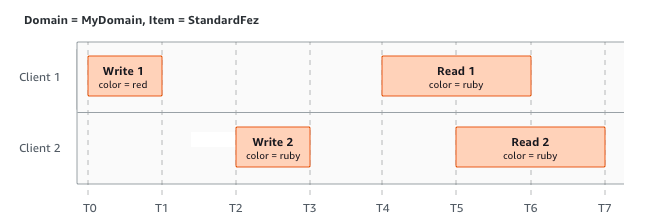 Domain = MyDomain, Item = StandardFez
Client 1
Write 1
color = red
Read 1
color = ruby
Client 2
Write 2
color = ruby
Read 2
color = ruby
T0 T1 T2 T3 T4 T5 T6 T7